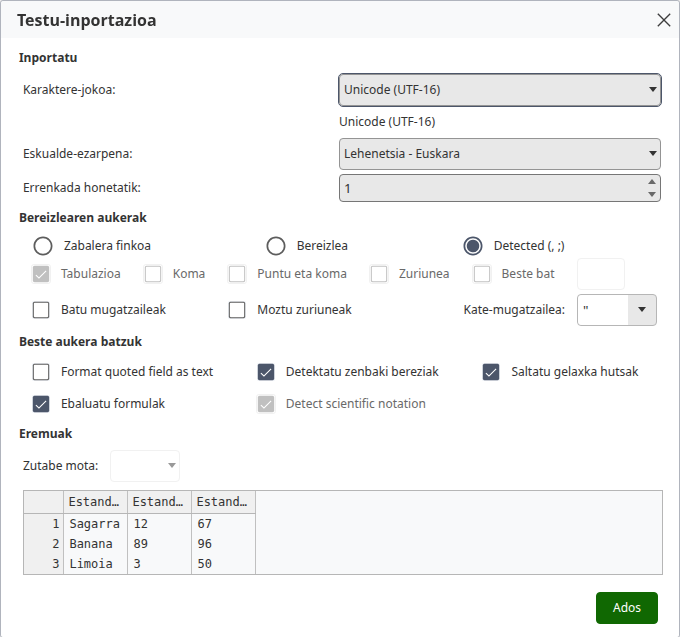 Testu-inportazioa
Inportatu
Karaktere-jokoa: Unicode (UTF-16)
Unicode (UTF-16)
Eskualde-ezarpena: Lehenetsia - Euskara
Errenkada honetatik: 1
Bereizlearen aukerak
Zabalera finkoa Bereizlea Detected (, ;)
Tabulazioa Koma Puntu eta koma Zuriunea Beste bat
Batu mugatzaileak Moztu zuriuneak Kate-mugatzailea: "
Beste aukera batzuk
Format quoted field as text Detektatu zenbaki bereziak Saltatu gelaxka hutsak
Ebaluatu formulak Detect scientific notation
Eremuak
Zutabe mota:
Estand… Estand… Estand…
1 Sagarra 12 67
2 Banana 89 96
3 Limoia 3 50
Ados